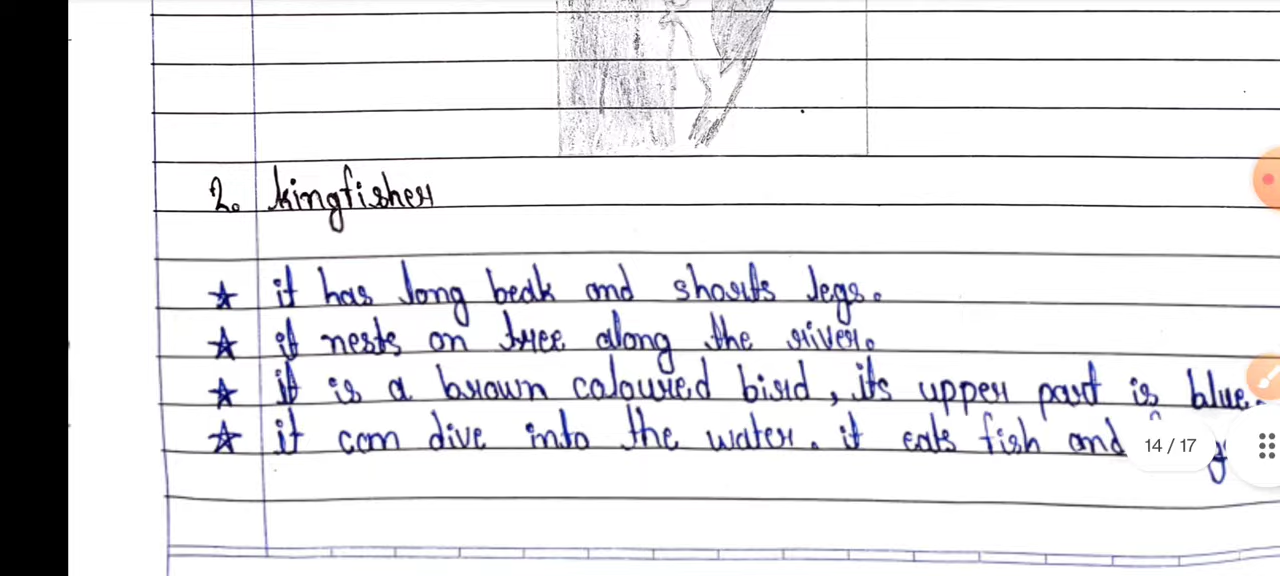 2. kingfisher
★ it has long beak and shorts legs.
★ it nests on tree along the river.
★ it is a brown coloured bird, its upper part is blue.
★ it can dive into the water. it eats fish and
14 / 17